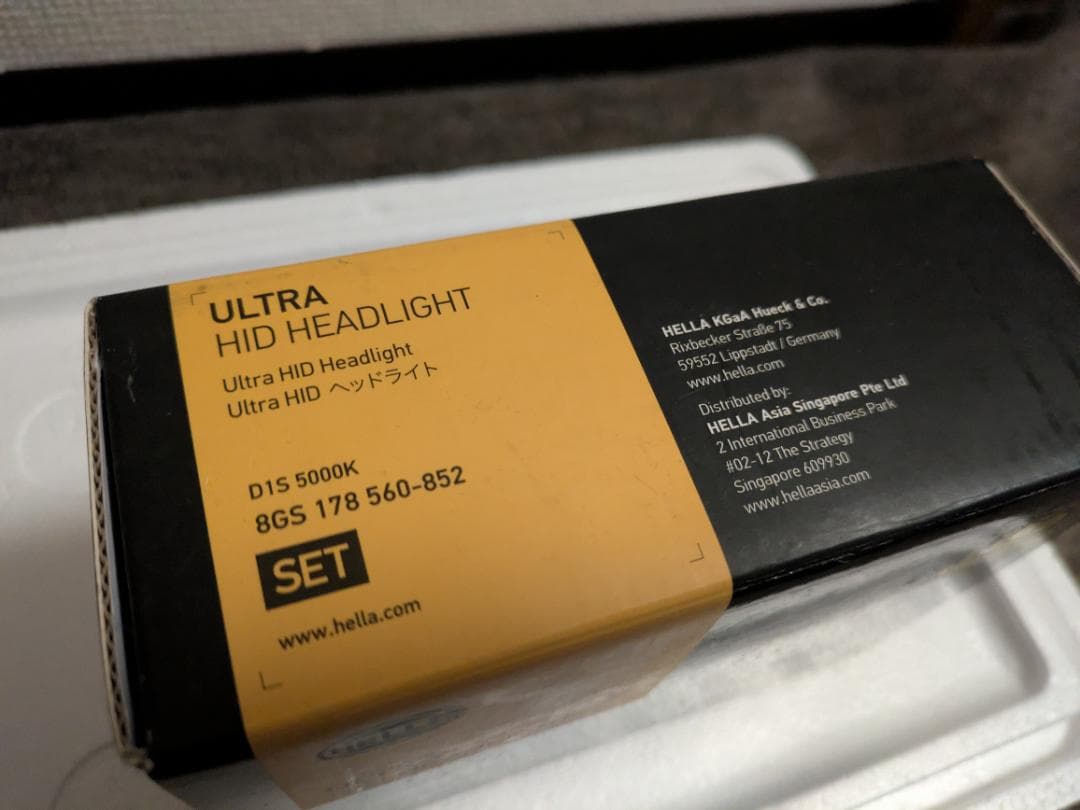 ULTRA
HID HEADLIGHT
Ultra HID Headlight
Ultra HID ヘッドライト
D1S 5000K
8GS 178 560-852
SET
www.hella.com
HELLA KGaA Hueck & Co.
Rixbecker Straße 75
59552 Lippstadt / Germany
www.hella.com
Distributed by:
HELLA Asia Singapore Pte Ltd
2 International Business Park
#02-12 The Strategy
Singapore 609930
www.hellaasia.com
HELLA